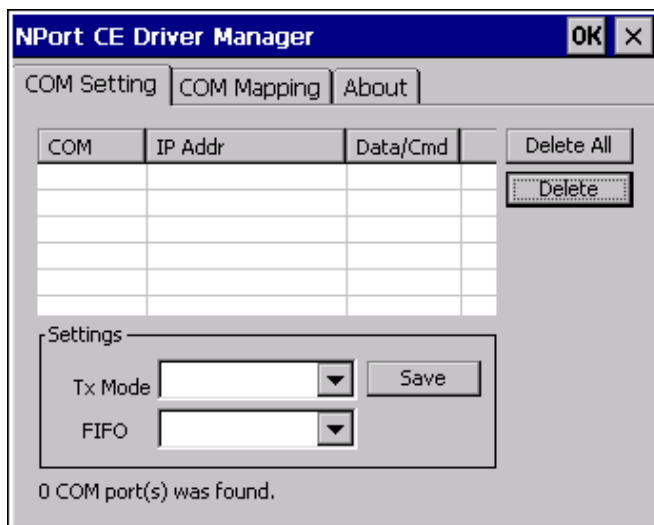 NPort CE Driver Manager OK ×
COM Setting COM Mapping About
COM IP Addr Data/Cmd Delete All
Delete
Settings
Tx Mode Save
FIFO
0 COM port(s) was found.